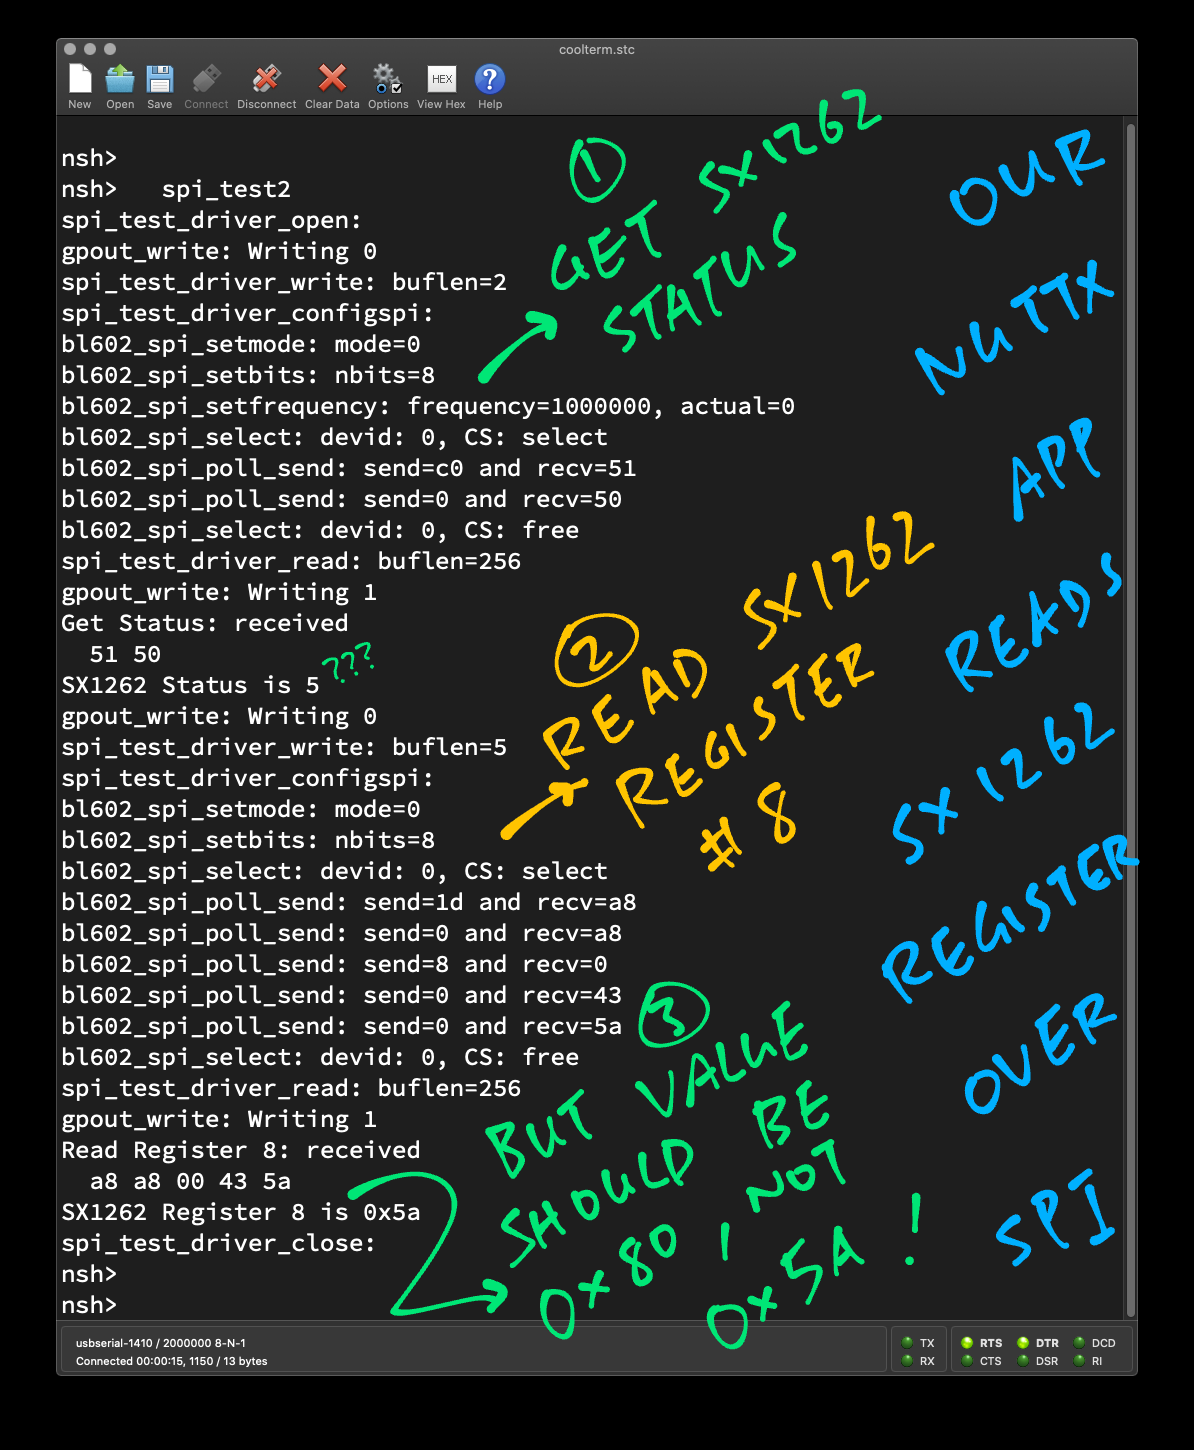 coolterm.stc
New Open Save Connect Disconnect Clear Data Options View Hex Help
HEX
nsh>
nsh>   spi_test2
spi_test_driver_open:
gpout_write: Writing 0
spi_test_driver_write: buflen=2
spi_test_driver_configspi:
bl602_spi_setmode: mode=0
bl602_spi_setbits: nbits=8
bl602_spi_setfrequency: frequency=1000000, actual=0
bl602_spi_select: devid: 0, CS: select
bl602_spi_poll_send: send=c0 and recv=51
bl602_spi_poll_send: send=0 and recv=50
bl602_spi_select: devid: 0, CS: free
spi_test_driver_read: buflen=256
gpout_write: Writing 1
Get Status: received
  51 50
SX1262 Status is 5
gpout_write: Writing 0
spi_test_driver_write: buflen=5
spi_test_driver_configspi:
bl602_spi_setmode: mode=0
bl602_spi_setbits: nbits=8
bl602_spi_select: devid: 0, CS: select
bl602_spi_poll_send: send=1d and recv=a8
bl602_spi_poll_send: send=0 and recv=a8
bl602_spi_poll_send: send=8 and recv=0
bl602_spi_poll_send: send=0 and recv=43
bl602_spi_poll_send: send=0 and recv=5a
bl602_spi_select: devid: 0, CS: free
spi_test_driver_read: buflen=256
gpout_write: Writing 1
Read Register 8: received
  a8 a8 00 43 5a
SX1262 Register 8 is 0x5a
spi_test_driver_close:
nsh>
nsh>
1
GET SX1262
STATUS
???
2
READ SX1262
REGISTER
#8
3
BUT VALUE
SHOULD BE
0x80, NOT
0x5A!
OUR
NUTTX
APP
READS
SX1262
REGISTER
OVER
SPI
usbserial-1410 / 2000000 8-N-1
Connected 00:00:15, 1150 / 13 bytes
TX RTS DTR DCD
RX CTS DSR RI